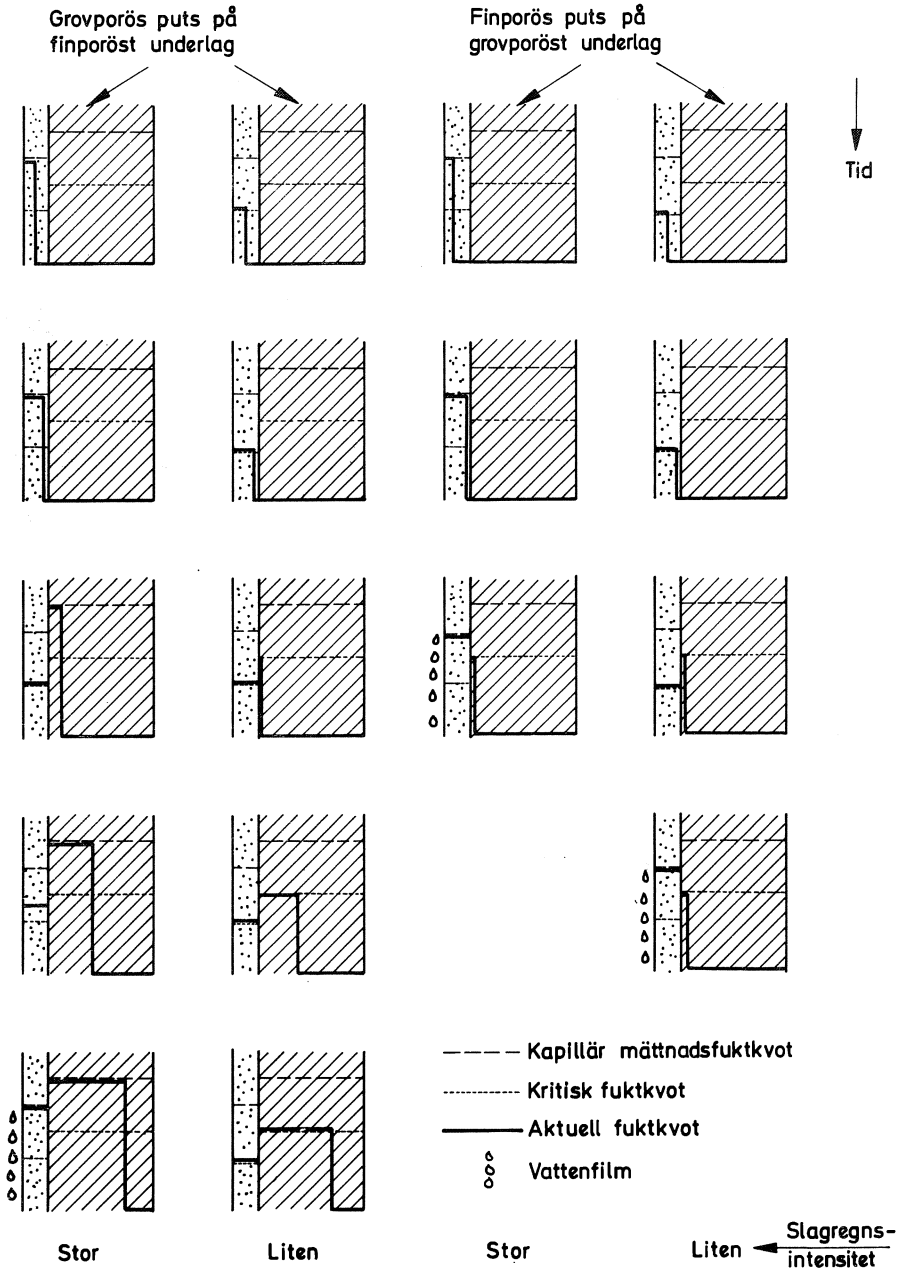 Grovporös puts på
finporöst underlag
Finporös puts på
grovporöst underlag
Tid
Kapillär mättnadsfuktkvot
Kritisk fuktkvot
Aktuell fuktkvot
Vattenfilm
Stor
Liten
Stor
Liten
Slagregns-
intensitet